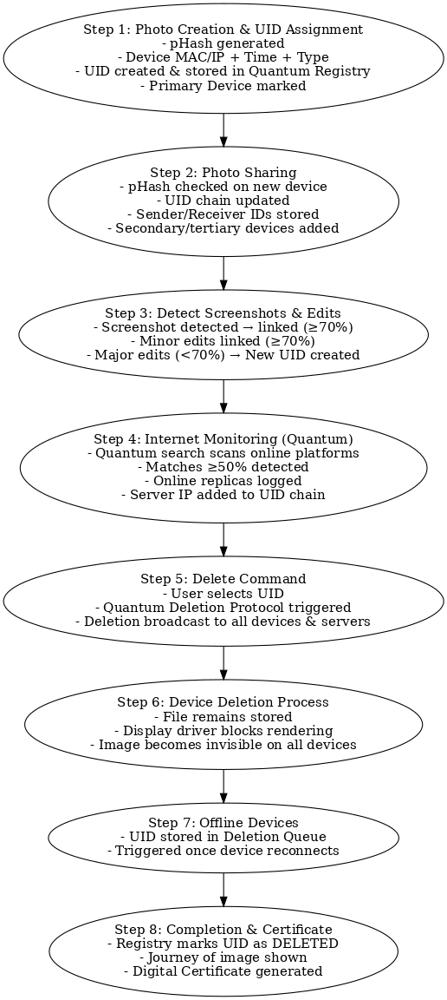 Step 1: Photo Creation & UID Assignment
- pHash generated
- Device MAC/IP + Time + Type
- UID created & stored in Quantum Registry
- Primary Device marked
Step 2: Photo Sharing
- pHash checked on new device
- UID chain updated
- Sender/Receiver IDs stored
- Secondary/tertiary devices added
Step 3: Detect Screenshots & Edits
- Screenshot detected → linked (≥70%)
- Minor edits linked (≥70%)
- Major edits (<70%) → New UID created
Step 4: Internet Monitoring (Quantum)
- Quantum search scans online platforms
- Matches ≥50% detected
- Online replicas logged
- Server IP added to UID chain
Step 5: Delete Command
- User selects UID
- Quantum Deletion Protocol triggered
- Deletion broadcast to all devices & servers
Step 6: Device Deletion Process
- File remains stored
- Display driver blocks rendering
- Image becomes invisible on all devices
Step 7: Offline Devices
- UID stored in Deletion Queue
- Triggered once device reconnects
Step 8: Completion & Certificate
- Registry marks UID as DELETED
- Journey of image shown
- Digital Certificate generated